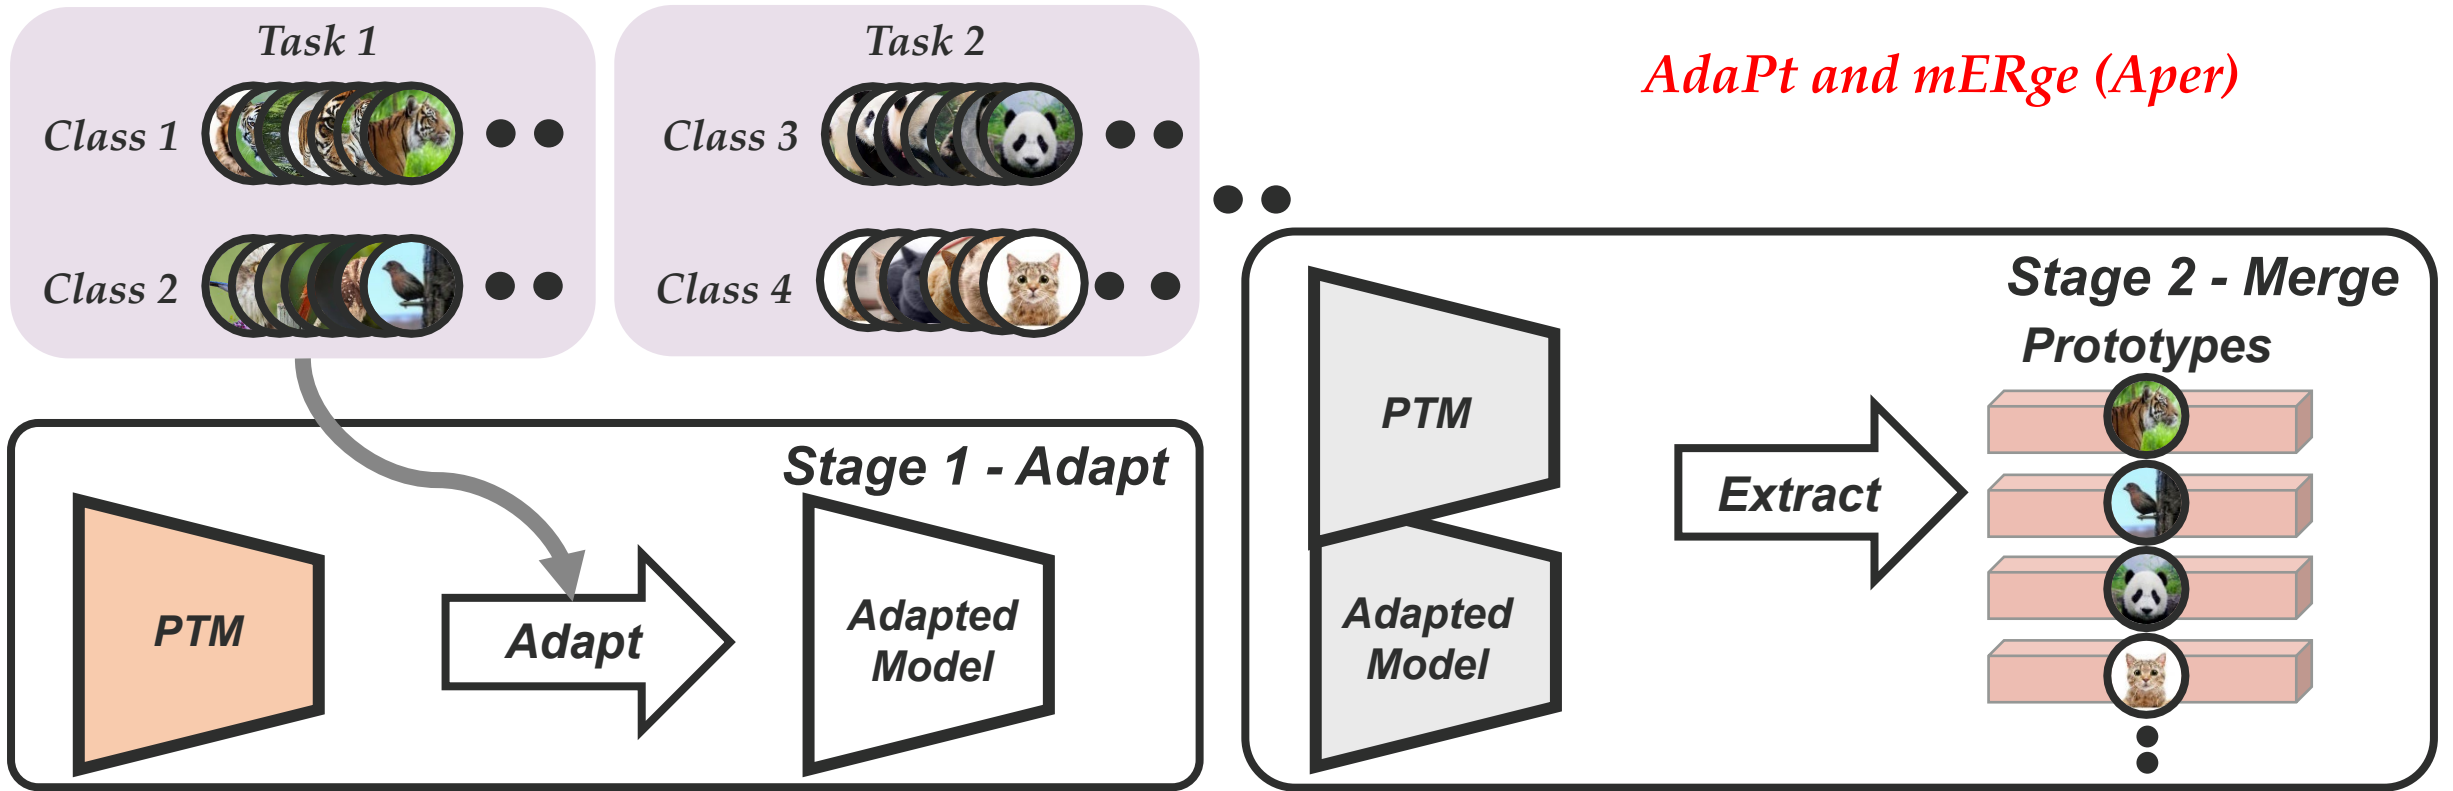 Task 1
Class 1
Class 2
Task 2
Class 3
Class 4
AdaPt and mERge (Aper)
Stage 1 - Adapt
PTM
Adapt
Adapted
Model
Stage 2 - Merge
PTM
Adapted
Model
Extract
Prototypes